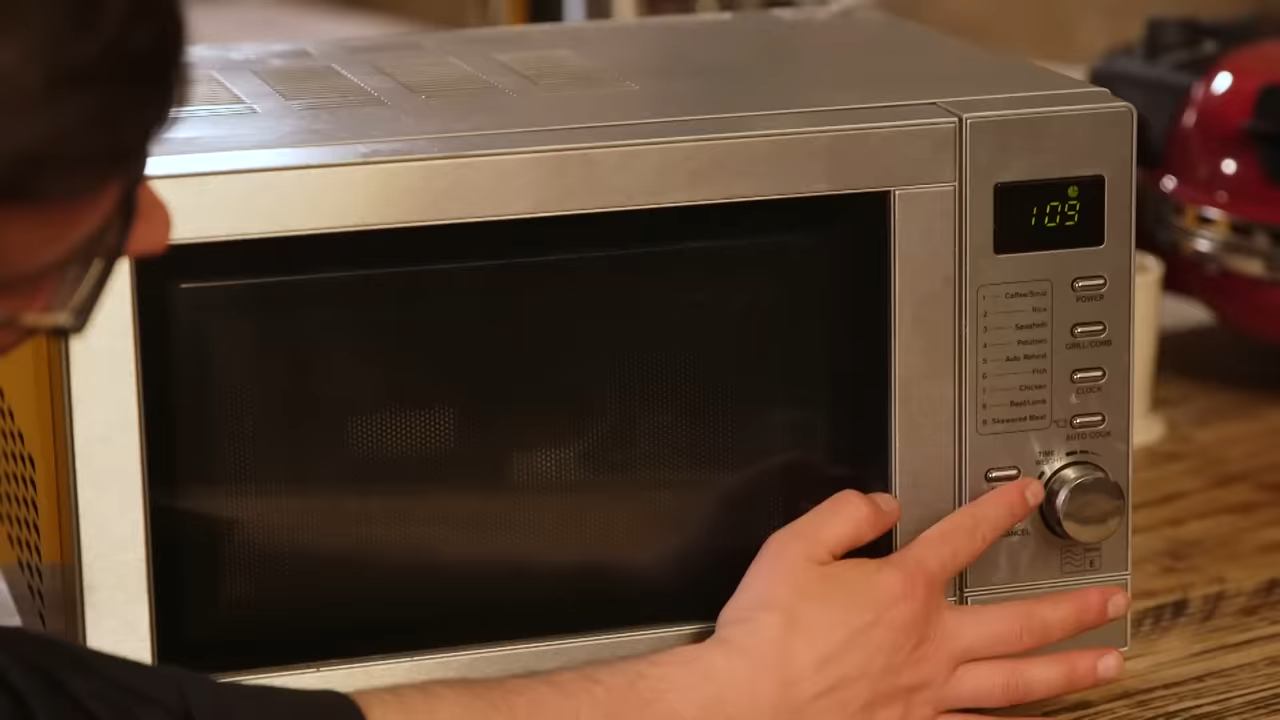 109
POWER
1 Coffee/Soup
2 Rice
3 Spaghetti
GRILL/COMB
4 Potatoes
5 Auto Reheat
6 Fish
CLOCK
7 Chicken
8 Beef/Lamb
9 Skewered Meat
AUTO COOK
TIME/
WEIGHT
E